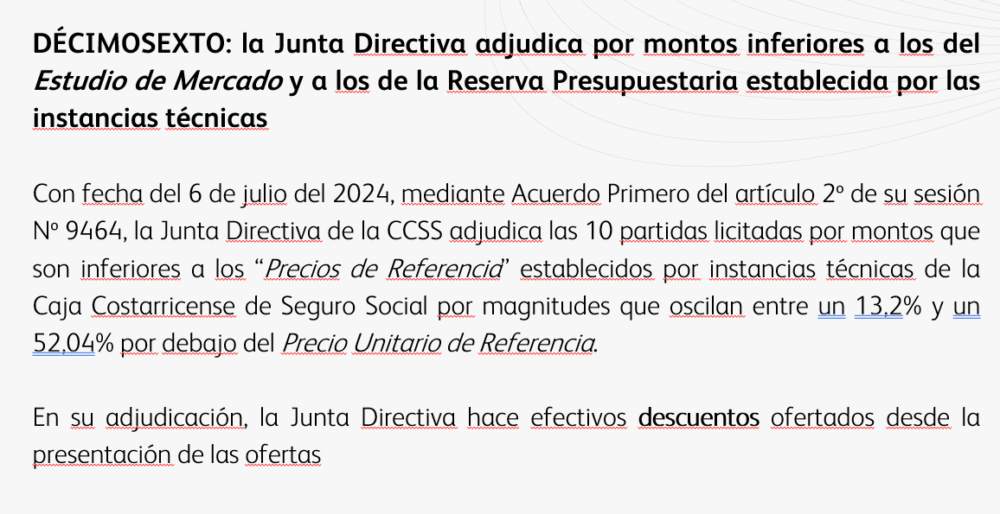 DÉCIMOSEXTO: la Junta Directiva adjudica por montos inferiores a los del
Estudio de Mercado y a los de la Reserva Presupuestaria establecida por las
instancias técnicas
Con fecha del 6 de julio del 2024, mediante Acuerdo Primero del artículo 2º de su sesión
Nº 9464, la Junta Directiva de la CCSS adjudica las 10 partidas licitadas por montos que
son inferiores a los “Precios de Referencia” establecidos por instancias técnicas de la
Caja Costarricense de Seguro Social por magnitudes que oscilan entre un 13,2% y un
52,04% por debajo del Precio Unitario de Referencia.
En su adjudicación, la Junta Directiva hace efectivos descuentos ofertados desde la
presentación de las ofertas